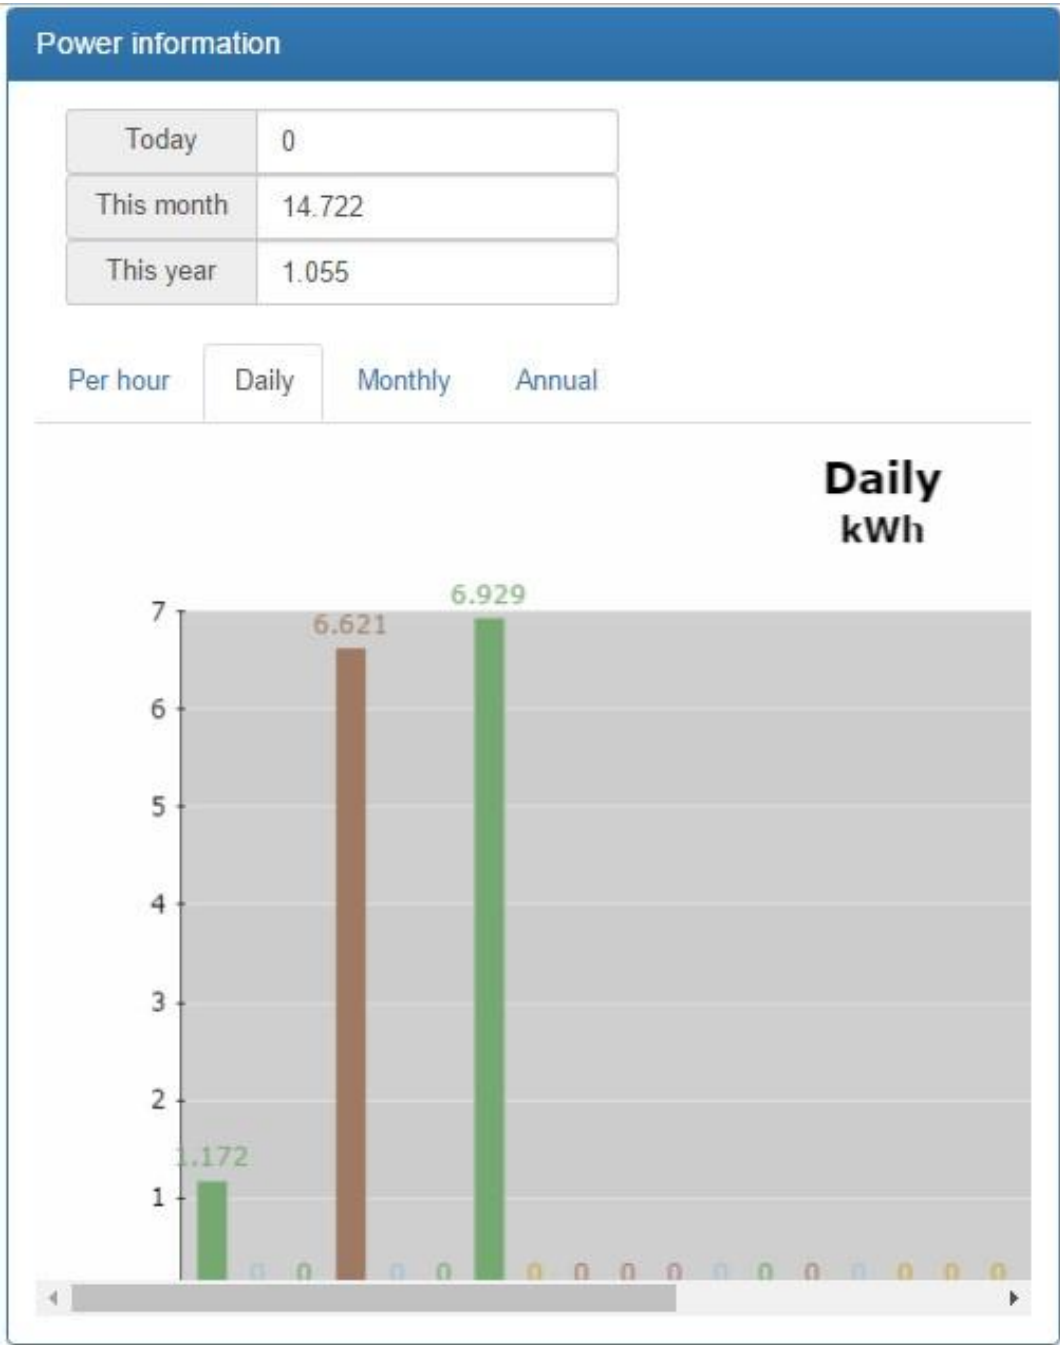 Power information
Today 0
This month 14.722
This year 1.055
Per hour Daily Monthly Annual
Daily
kWh
6.929
7
6.621
6
5
4
3
2
1.172
1
0 0 0 0 0 0 0 0 0 0 0 0 0 0 0